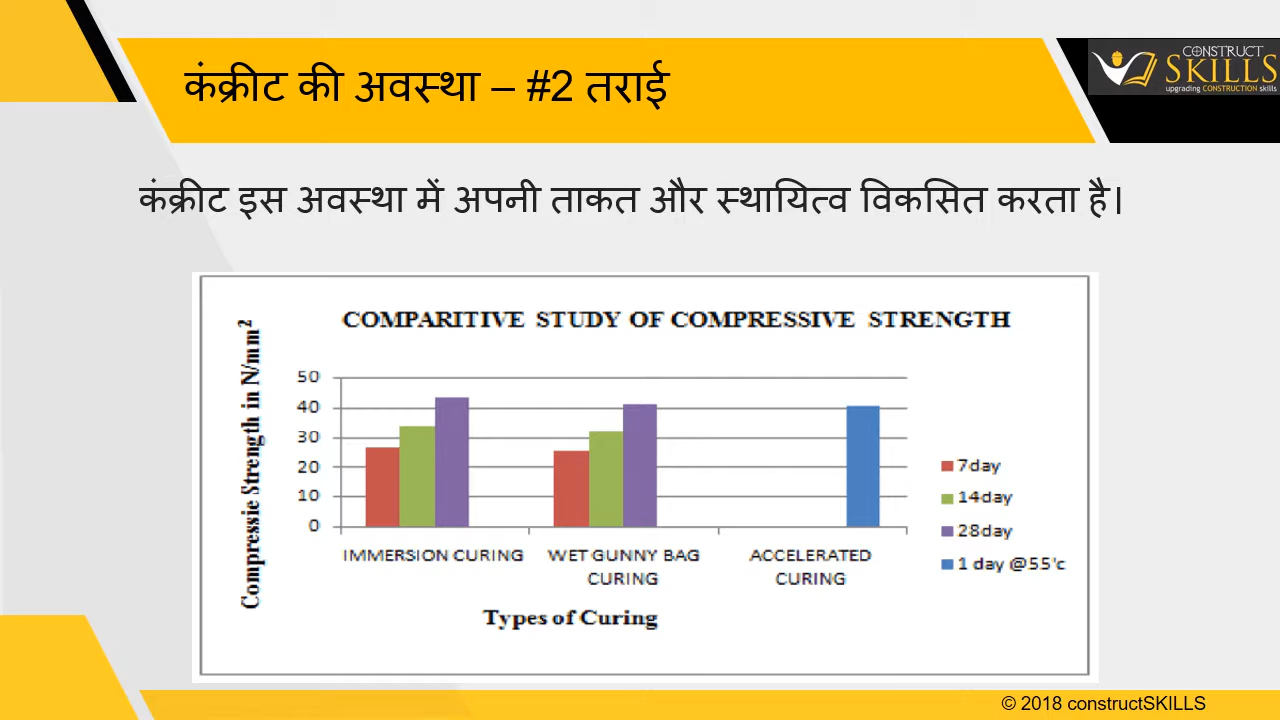 कंक्रीट की अवस्था – #2 तराई
CONSTRUCT
SKILLS
upgrading CONSTRUCTION skills
कंक्रीट इस अवस्था में अपनी ताकत और स्थायित्व विकसित करता है।
COMPARITIVE STUDY OF COMPRESSIVE STRENGTH
Compressie Strength in N/mm²
50
40
30
20
10
0
IMMERSION CURING
WET GUNNY BAG
CURING
ACCELERATED
CURING
Types of Curing
7day
14day
28day
1 day @55'c
© 2018 constructSKILLS